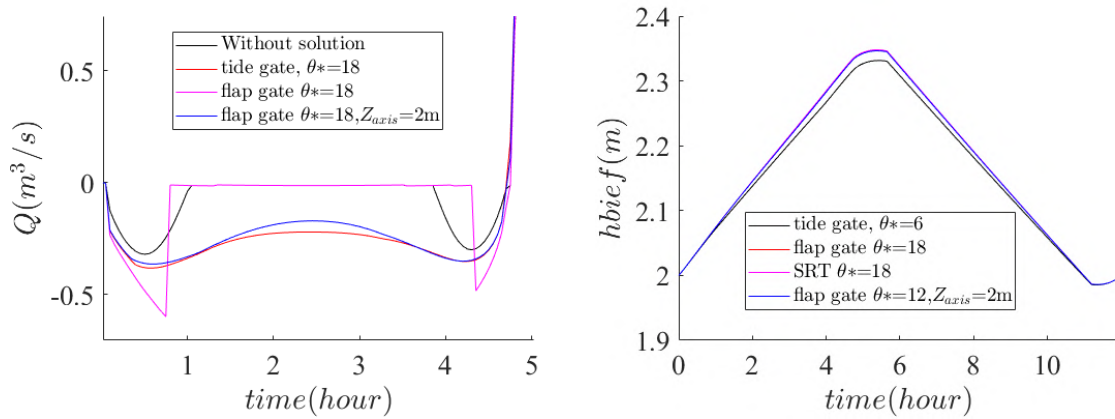 Q(m³/s)
0.5
0
-0.5
Without solution
tide gate, θ*=18
flap gate θ*=18
flap gate θ*=18,Z_axis=2m
1 2 3 4 5
time(hour)
hbief(m)
2.4
2.3
2.2
2.1
2
1.9
tide gate, θ*=6
flap gate θ*=18
SRT θ*=18
flap gate θ*=12,Z_axis=2m
0 2 4 6 8 10
time(hour)